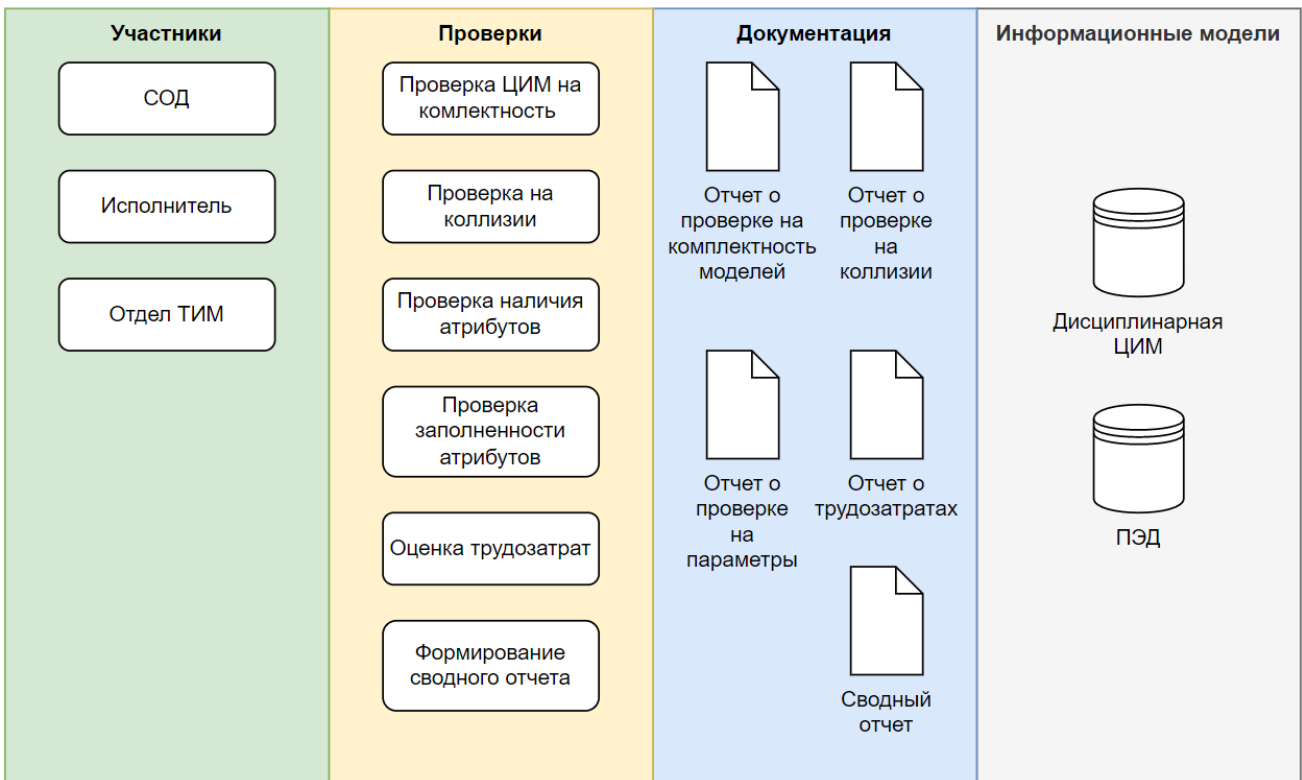 Участники
СОД
Исполнитель
Отдел ТИМ
Проверки
Проверка ЦИМ на
комлектность
Проверка на
коллизии
Проверка наличия
атрибутов
Проверка
заполненности
атрибутов
Оценка трудозатрат
Формирование
сводного отчета
Документация
Отчет о
проверке на
комплектность
моделей
Отчет о
проверке
на
коллизии
Отчет о
проверке
на
параметры
Отчет о
трудозатратах
Сводный
отчет
Информационные модели
Дисциплинарная
ЦИМ
ПЭД